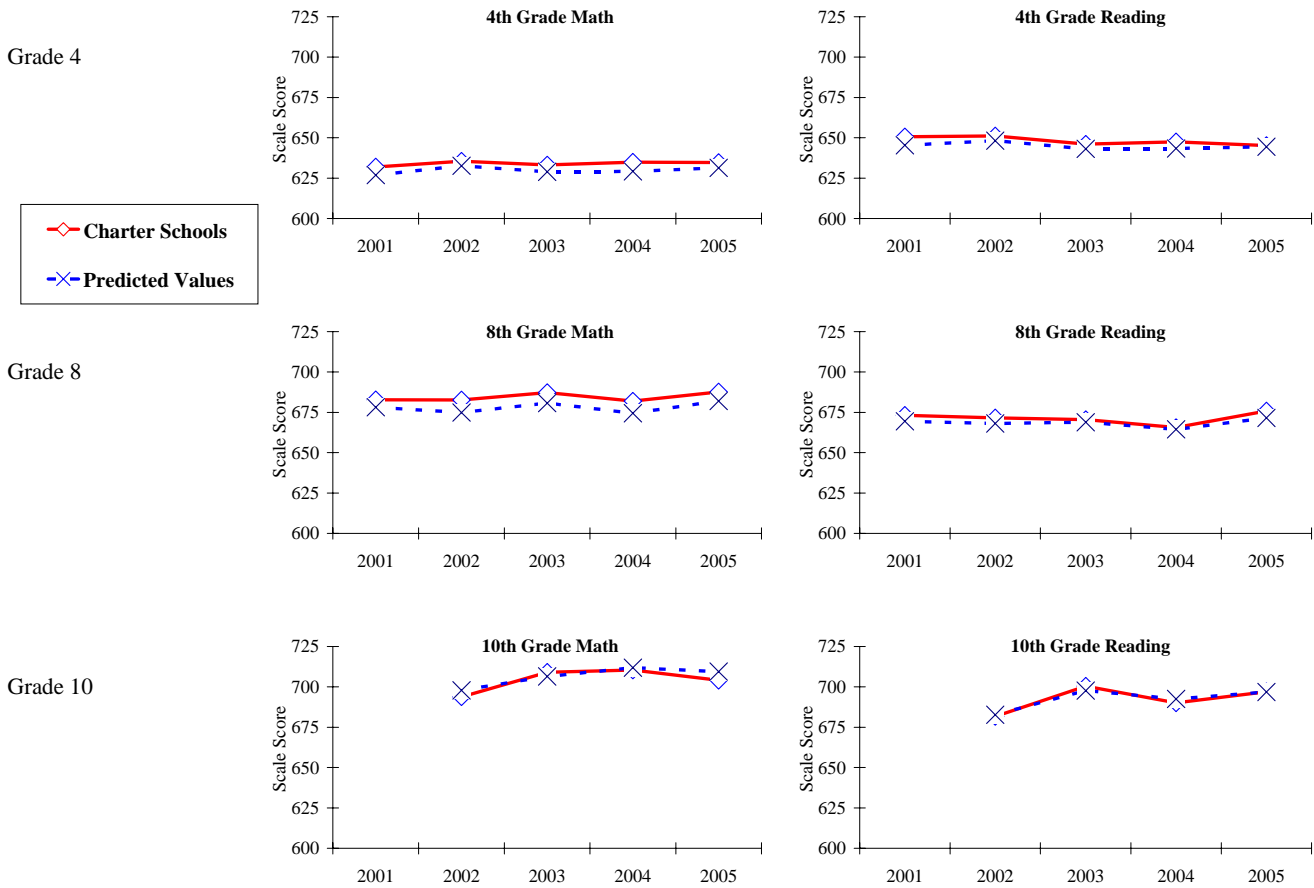 Grade 4
4th Grade Math
725
700
675
650
625
600
Scale Score
2001 2002 2003 2004 2005
4th Grade Reading
725
700
675
650
625
600
Scale Score
2001 2002 2003 2004 2005
Charter Schools
Predicted Values
Grade 8
8th Grade Math
725
700
675
650
625
600
Scale Score
2001 2002 2003 2004 2005
8th Grade Reading
725
700
675
650
625
600
Scale Score
2001 2002 2003 2004 2005
Grade 10
10th Grade Math
725
700
675
650
625
600
Scale Score
2001 2002 2003 2004 2005
10th Grade Reading
725
700
675
650
625
600
Scale Score
2001 2002 2003 2004 2005